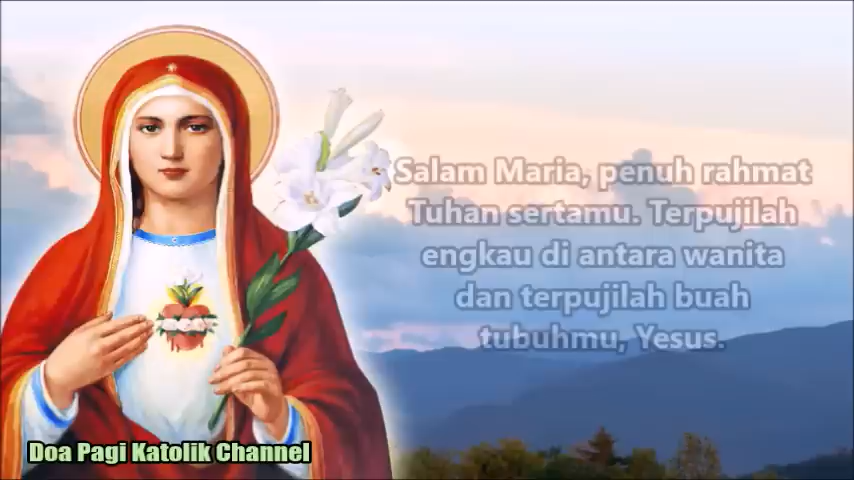 Salam Maria, penuh rahmat
Tuhan sertamu. Terpujilah
engkau di antara wanita
dan terpujilah buah
tubuhmu, Yesus.
Doa Pagi Katolik Channel